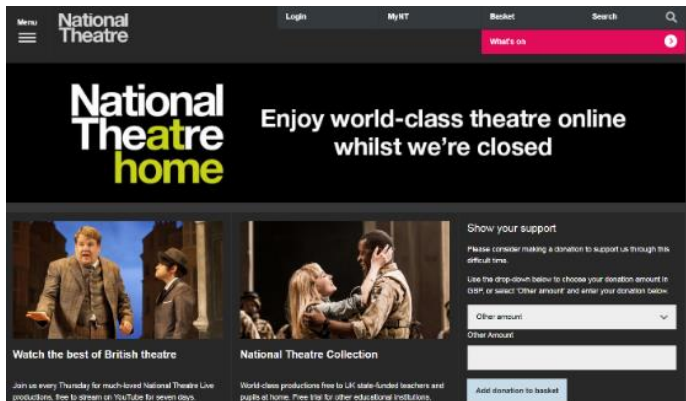 Menu
National
Theatre
Login
MyNT
Basket
Search
What's on
National
Theatre
home
Enjoy world-class theatre online
whilst we're closed
Watch the best of British theatre
Join us every Thursday for much-loved National Theatre Live
productions, free to stream on YouTube for seven days.
National Theatre Collection
World-class productions free to UK state-funded teachers and
pupils at home. Free trial for other educational institutions.
Show your support
Please consider making a donation to support us through this
difficult time.
Use the drop-down below to choose your donation amount in
GBP, or select 'Other amount' and enter your donation below.
Other amount
Other Amount
Add donation to basket